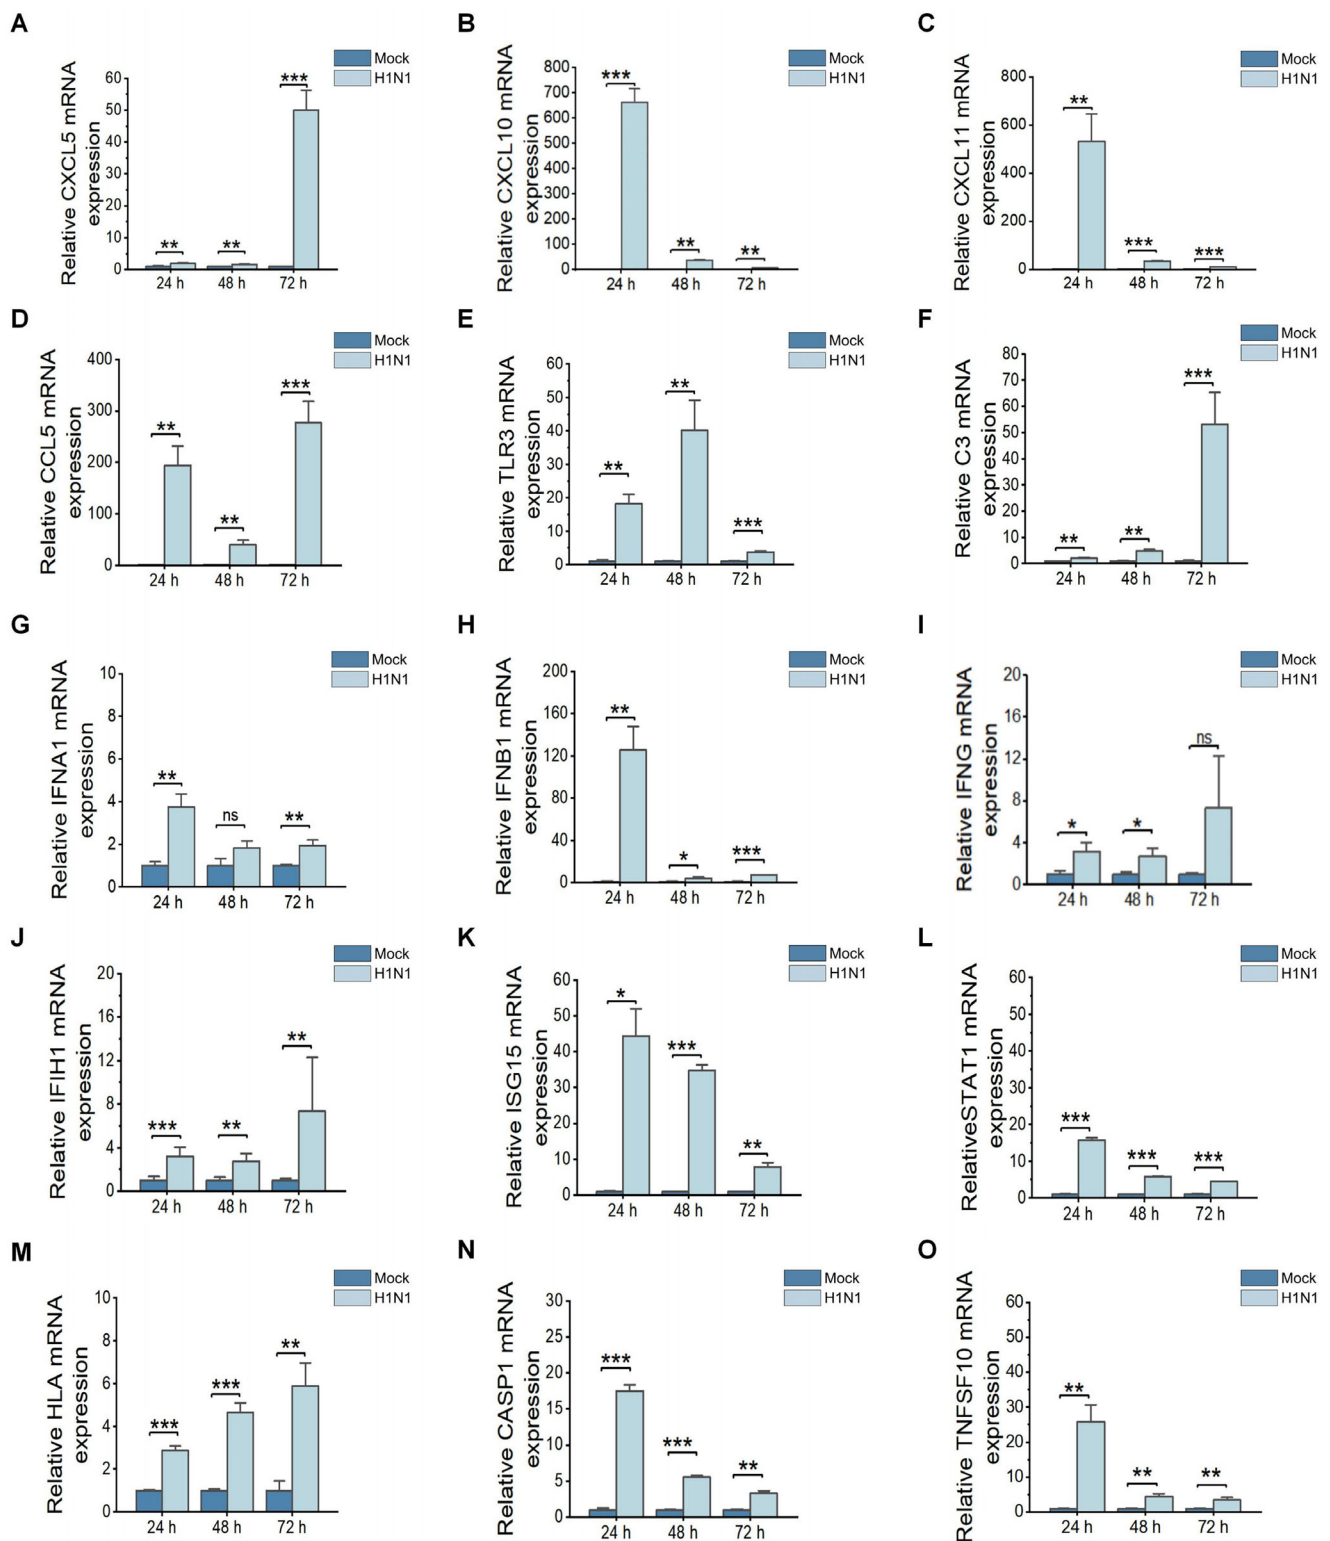 A
Relative CXCL5 mRNA
expression
Mock
H1N1
60
50
40
30
20
10
0
**
**
***
24 h
48 h
72 h
B
Relative CXCL10 mRNA
expression
Mock
H1N1
800
700
600
500
400
300
200
100
0
***
**
**
24 h
48 h
72 h
C
Relative CXCL11 mRNA
expression
Mock
H1N1
800
600
400
200
0
**
***
***
24 h
48 h
72 h
D
Relative CCL5 mRNA
expression
Mock
H1N1
400
300
200
100
0
**
**
***
24 h
48 h
72 h
E
Relative TLR3 mRNA
expression
Mock
H1N1
60
50
40
30
20
10
0
**
**
***
24 h
48 h
72 h
F
Relative C3 mRNA
expression
Mock
H1N1
80
70
60
50
40
30
20
10
0
**
**
***
24 h
48 h
72 h
G
Relative IFNA1 mRNA
expression
Mock
H1N1
10
8
6
4
2
0
**
ns
**
24 h
48 h
72 h
H
Relative IFNB1 mRNA
expression
Mock
H1N1
200
160
120
80
40
0
**
*
***
24 h
48 h
72 h
I
Relative IFNG mRNA
expression
Mock
H1N1
20
16
12
8
4
0
*
*
ns
24 h
48 h
72 h
J
Relative IFIH1 mRNA
expression
Mock
H1N1
20
16
12
8
4
0
***
**
**
24 h
48 h
72 h
K
Relative ISG15 mRNA
expression
Mock
H1N1
60
50
40
30
20
10
0
*
***
**
24 h
48 h
72 h
L
RelativeSTAT1 mRNA
expression
Mock
H1N1
60
50
40
30
20
10
0
***
***
***
24 h
48 h
72 h
M
Relative HLA mRNA
expression
Mock
H1N1
10
8
6
4
2
0
***
***
**
24 h
48 h
72 h
N
Relative CASP1 mRNA
expression
Mock
H1N1
30
25
20
15
10
5
0
***
***
**
24 h
48 h
72 h
O
Relative TNFSF10 mRNA
expression
Mock
H1N1
60
50
40
30
20
10
0
**
**
**
24 h
48 h
72 h